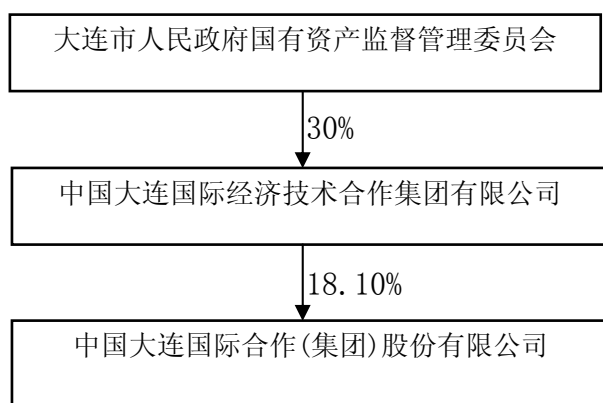 大连市人民政府国有资产监督管理委员会
30%
中国大连国际经济技术合作集团有限公司
18.10%
中国大连国际合作(集团)股份有限公司